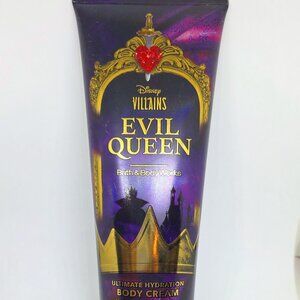 Disney
VILLAINS
EVIL
QUEEN
Bath & Body Works
ULTIMATE HYDRATION
BODY CREAM